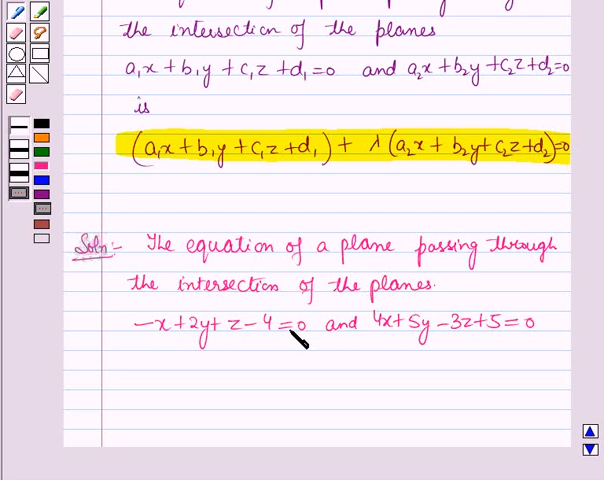 the intersection of the planes
a₁x + b₁y + c₁z + d₁ = 0 and a₂x + b₂y + c₂z + d₂ = 0
is
(a₁x + b₁y + c₁z + d₁) + λ (a₂x + b₂y + c₂z + d₂) = 0
Soln:- The equation of a plane passing through
the intersection of the planes.
-x + 2y + z - 4 = 0 and 4x + 5y - 3z + 5 = 0